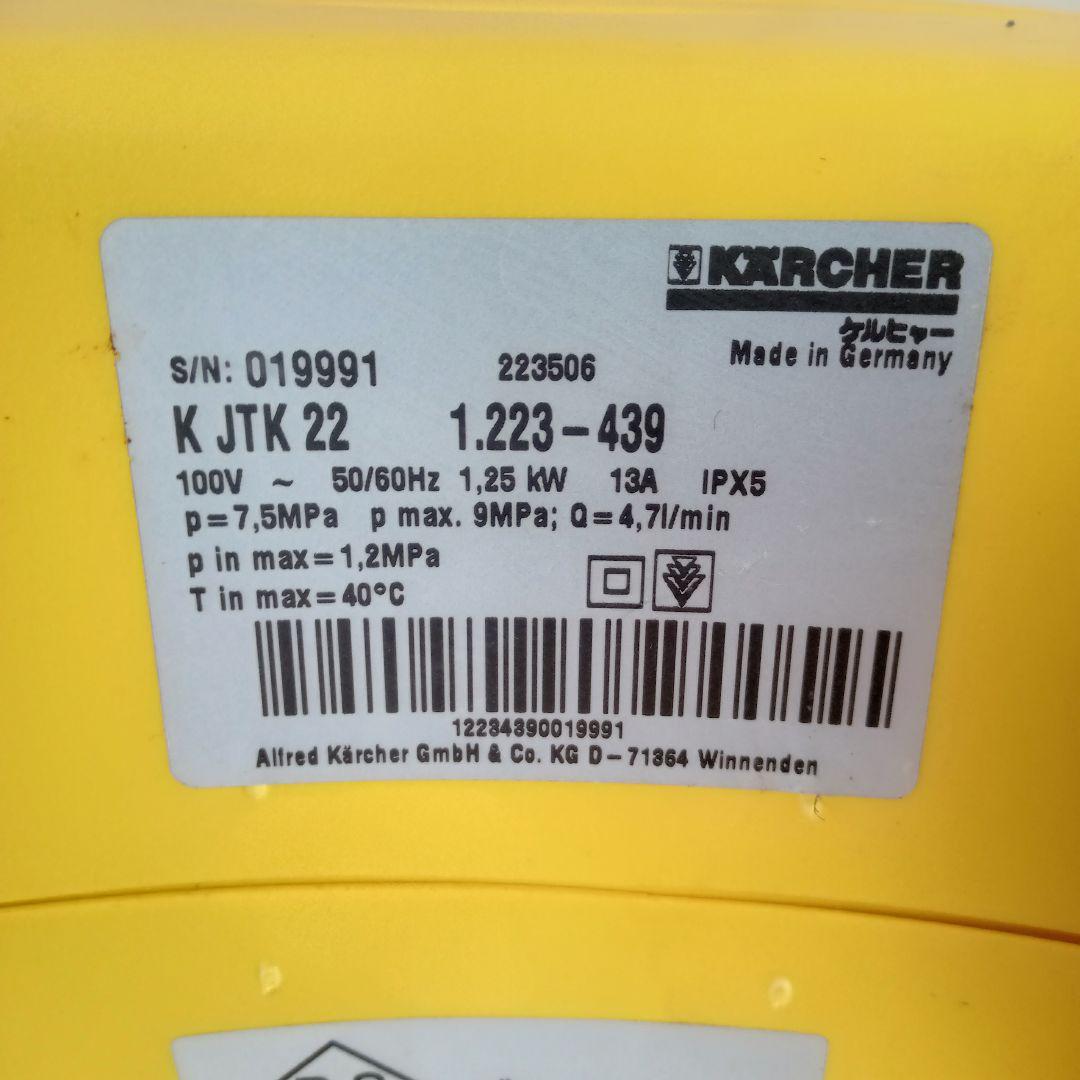 KÄRCHER
ケルヒャー
Made in Germany
S/N: 019991 223506
K JTK 22 1.223-439
100V ~ 50/60Hz 1,25 kW 13A IPX5
p=7,5MPa p max. 9MPa; Q=4,7l/min
p in max=1,2MPa
T in max=40°C
12234390019991
Alfred Kärcher GmbH & Co. KG D-71364 Winnenden